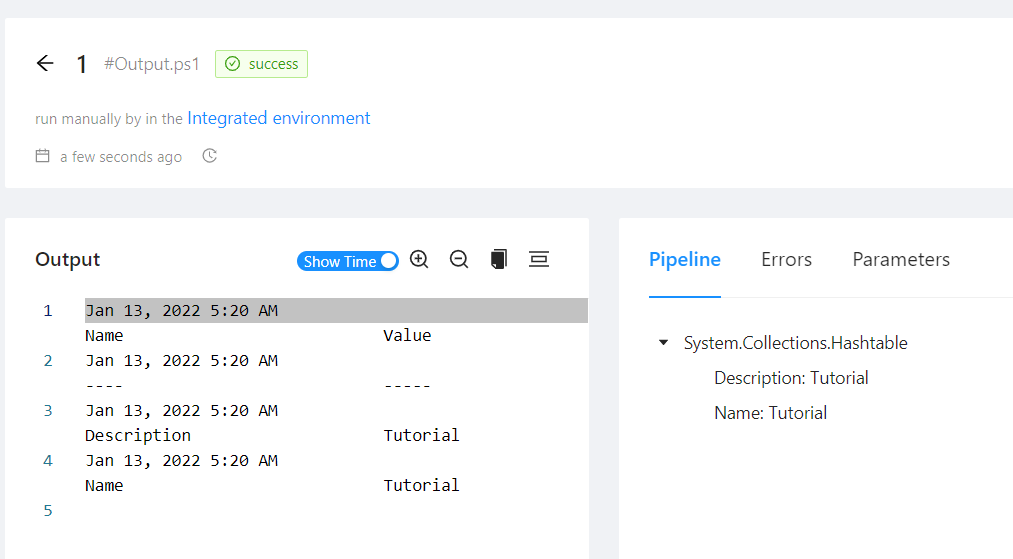 1 #Output.ps1 success
run manually by in the Integrated environment
a few seconds ago
Output Show Time
1 Jan 13, 2022 5:20 AM
Name Value
2 Jan 13, 2022 5:20 AM
---- -----
3 Jan 13, 2022 5:20 AM
Description Tutorial
4 Jan 13, 2022 5:20 AM
Name Tutorial
5
Pipeline Errors Parameters
System.Collections.Hashtable
Description: Tutorial
Name: Tutorial